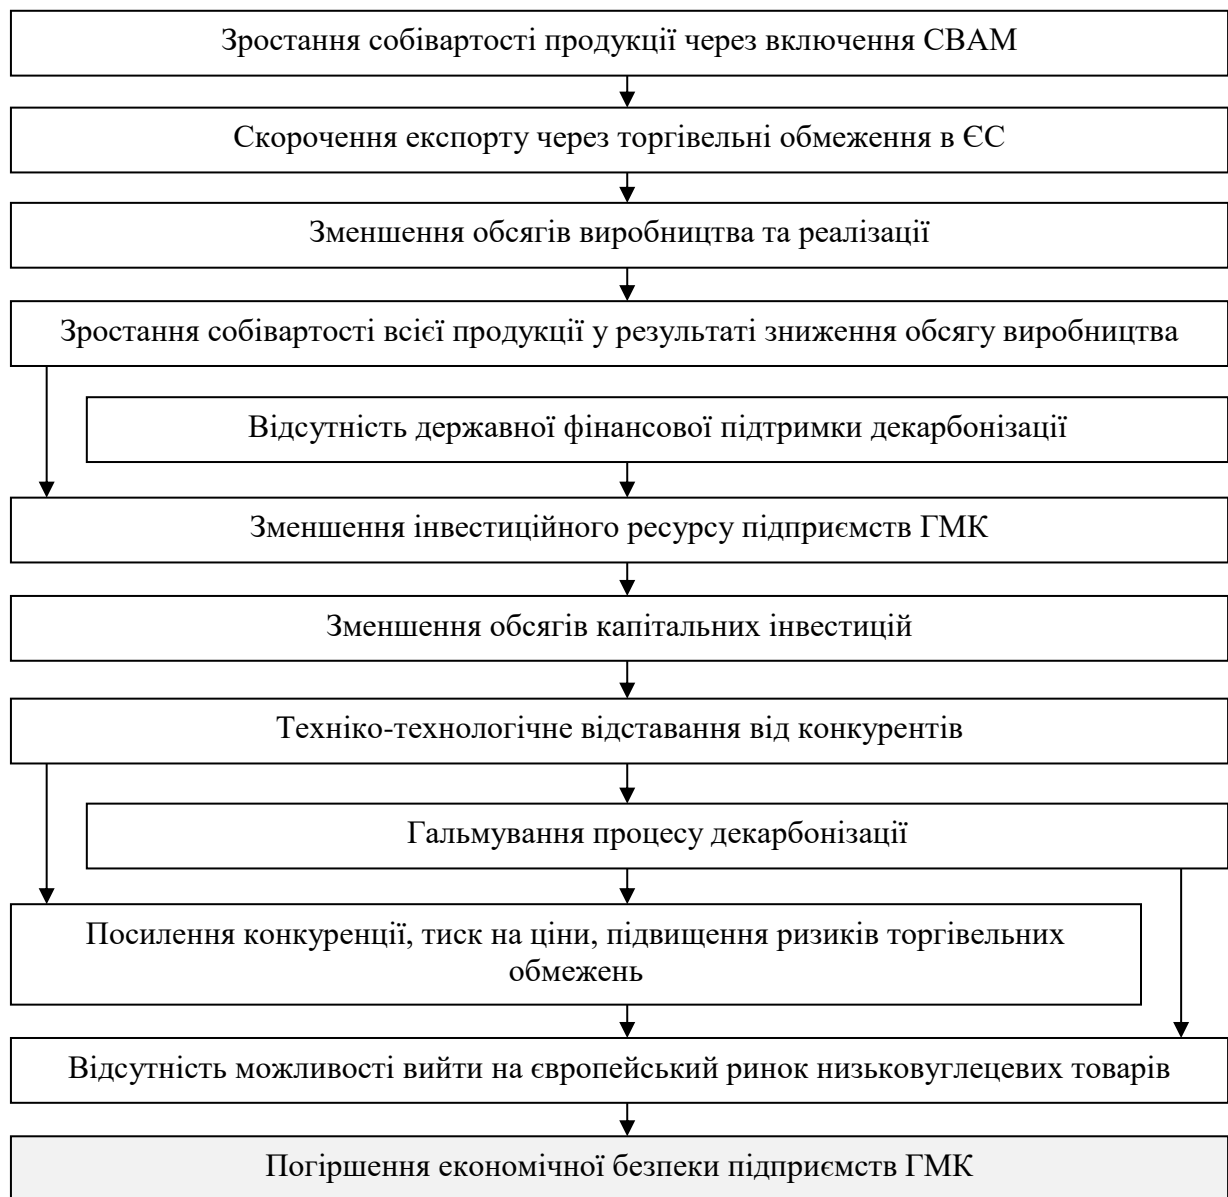 Зростання собівартості продукції через включення СВАМ
Скорочення експорту через торгівельні обмеження в ЄС
Зменшення обсягів виробництва та реалізації
Зростання собівартості всієї продукції у результаті зниження обсягу виробництва
Відсутність державної фінансової підтримки декарбонізації
Зменшення інвестиційного ресурсу підприємств ГМК
Зменшення обсягів капітальних інвестицій
Техніко-технологічне відставання від конкурентів
Гальмування процесу декарбонізації
Посилення конкуренції, тиск на ціни, підвищення ризиків торгівельних
обмежень
Відсутність можливості вийти на європейський ринок низьковуглецевих товарів
Погіршення економічної безпеки підприємств ГМК